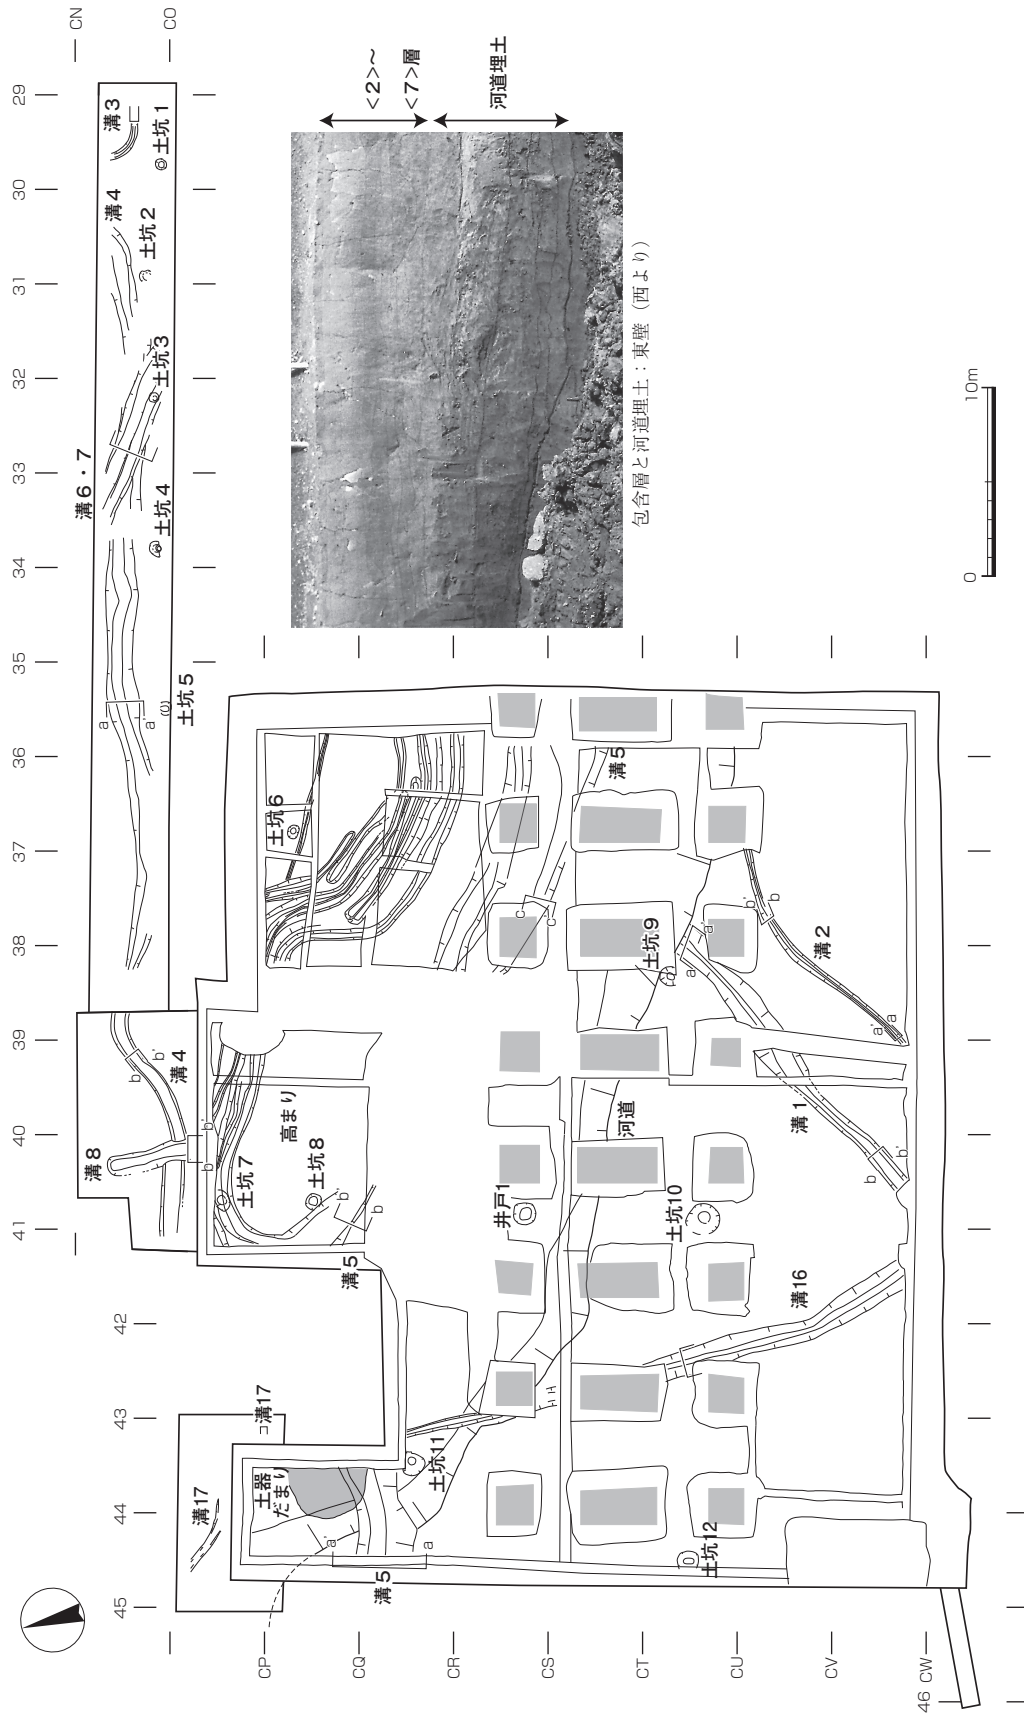 CN
CO
29
30
31
32
33
34
35
36
37
38
39
40
41
42
43
44
45
46
CP
CQ
CR
CS
CT
CU
CV
CW
溝3
土坑1
溝4
土坑2
土坑3
溝6・7
土坑4
a
a'
土坑5
<2>~
<7>層
河道埋土
包含層と河道埋土:東壁(西より)
0
10m
土坑6
溝5
c
c'
b'
b
土坑9
a'
a
溝2
a'
a
b
b'
溝4
溝8
b
b'
高まり
土坑7
土坑8
b'
b
溝5
河道
溝1
b
b'
井戸1
土坑10
溝16
溝17
溝17
土器
だまり
土坑11
a'
a
溝5
土坑12